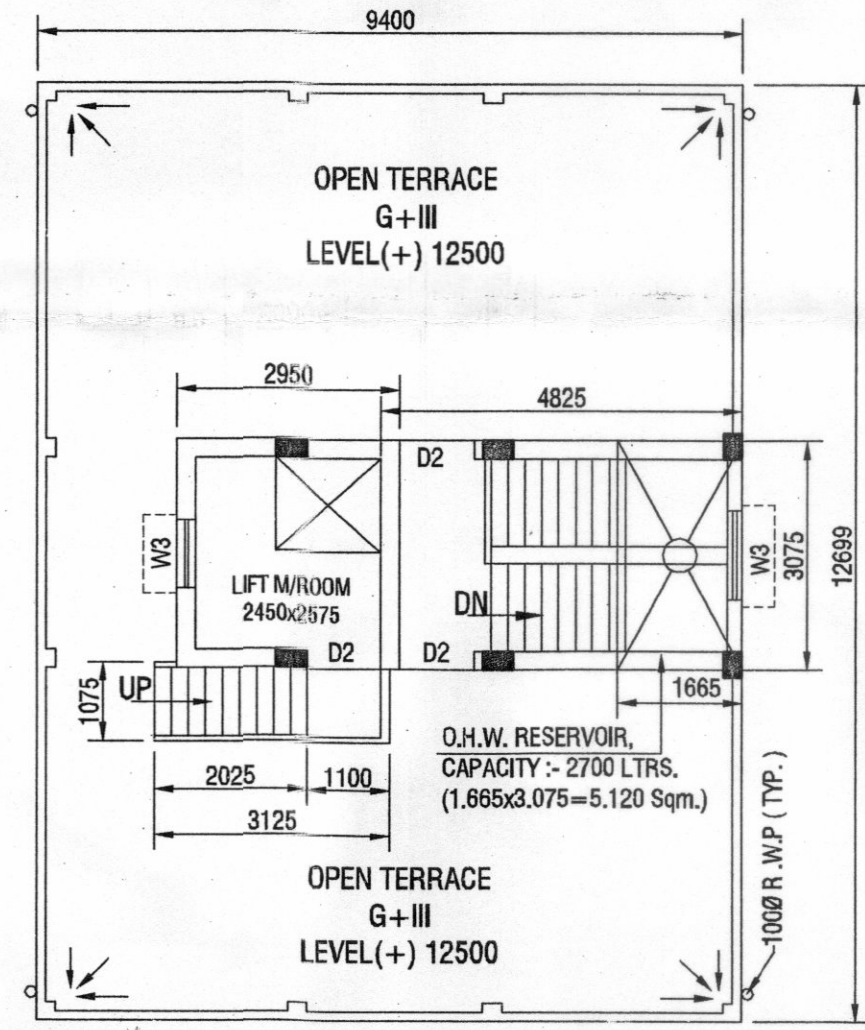 9400
OPEN TERRACE
G+III
LEVEL(+) 12500
2950
4825
D2
W3
LIFT M/ROOM
2450x2575
DN
W3
3075
12699
D2
D2
1075
UP
1665
2025
1100
3125
O.H.W. RESERVOIR,
CAPACITY :- 2700 LTRS.
(1.665x3.075=5.120 Sqm.)
OPEN TERRACE
G+III
LEVEL(+) 12500
100Ø R.W.P ( TYP. )